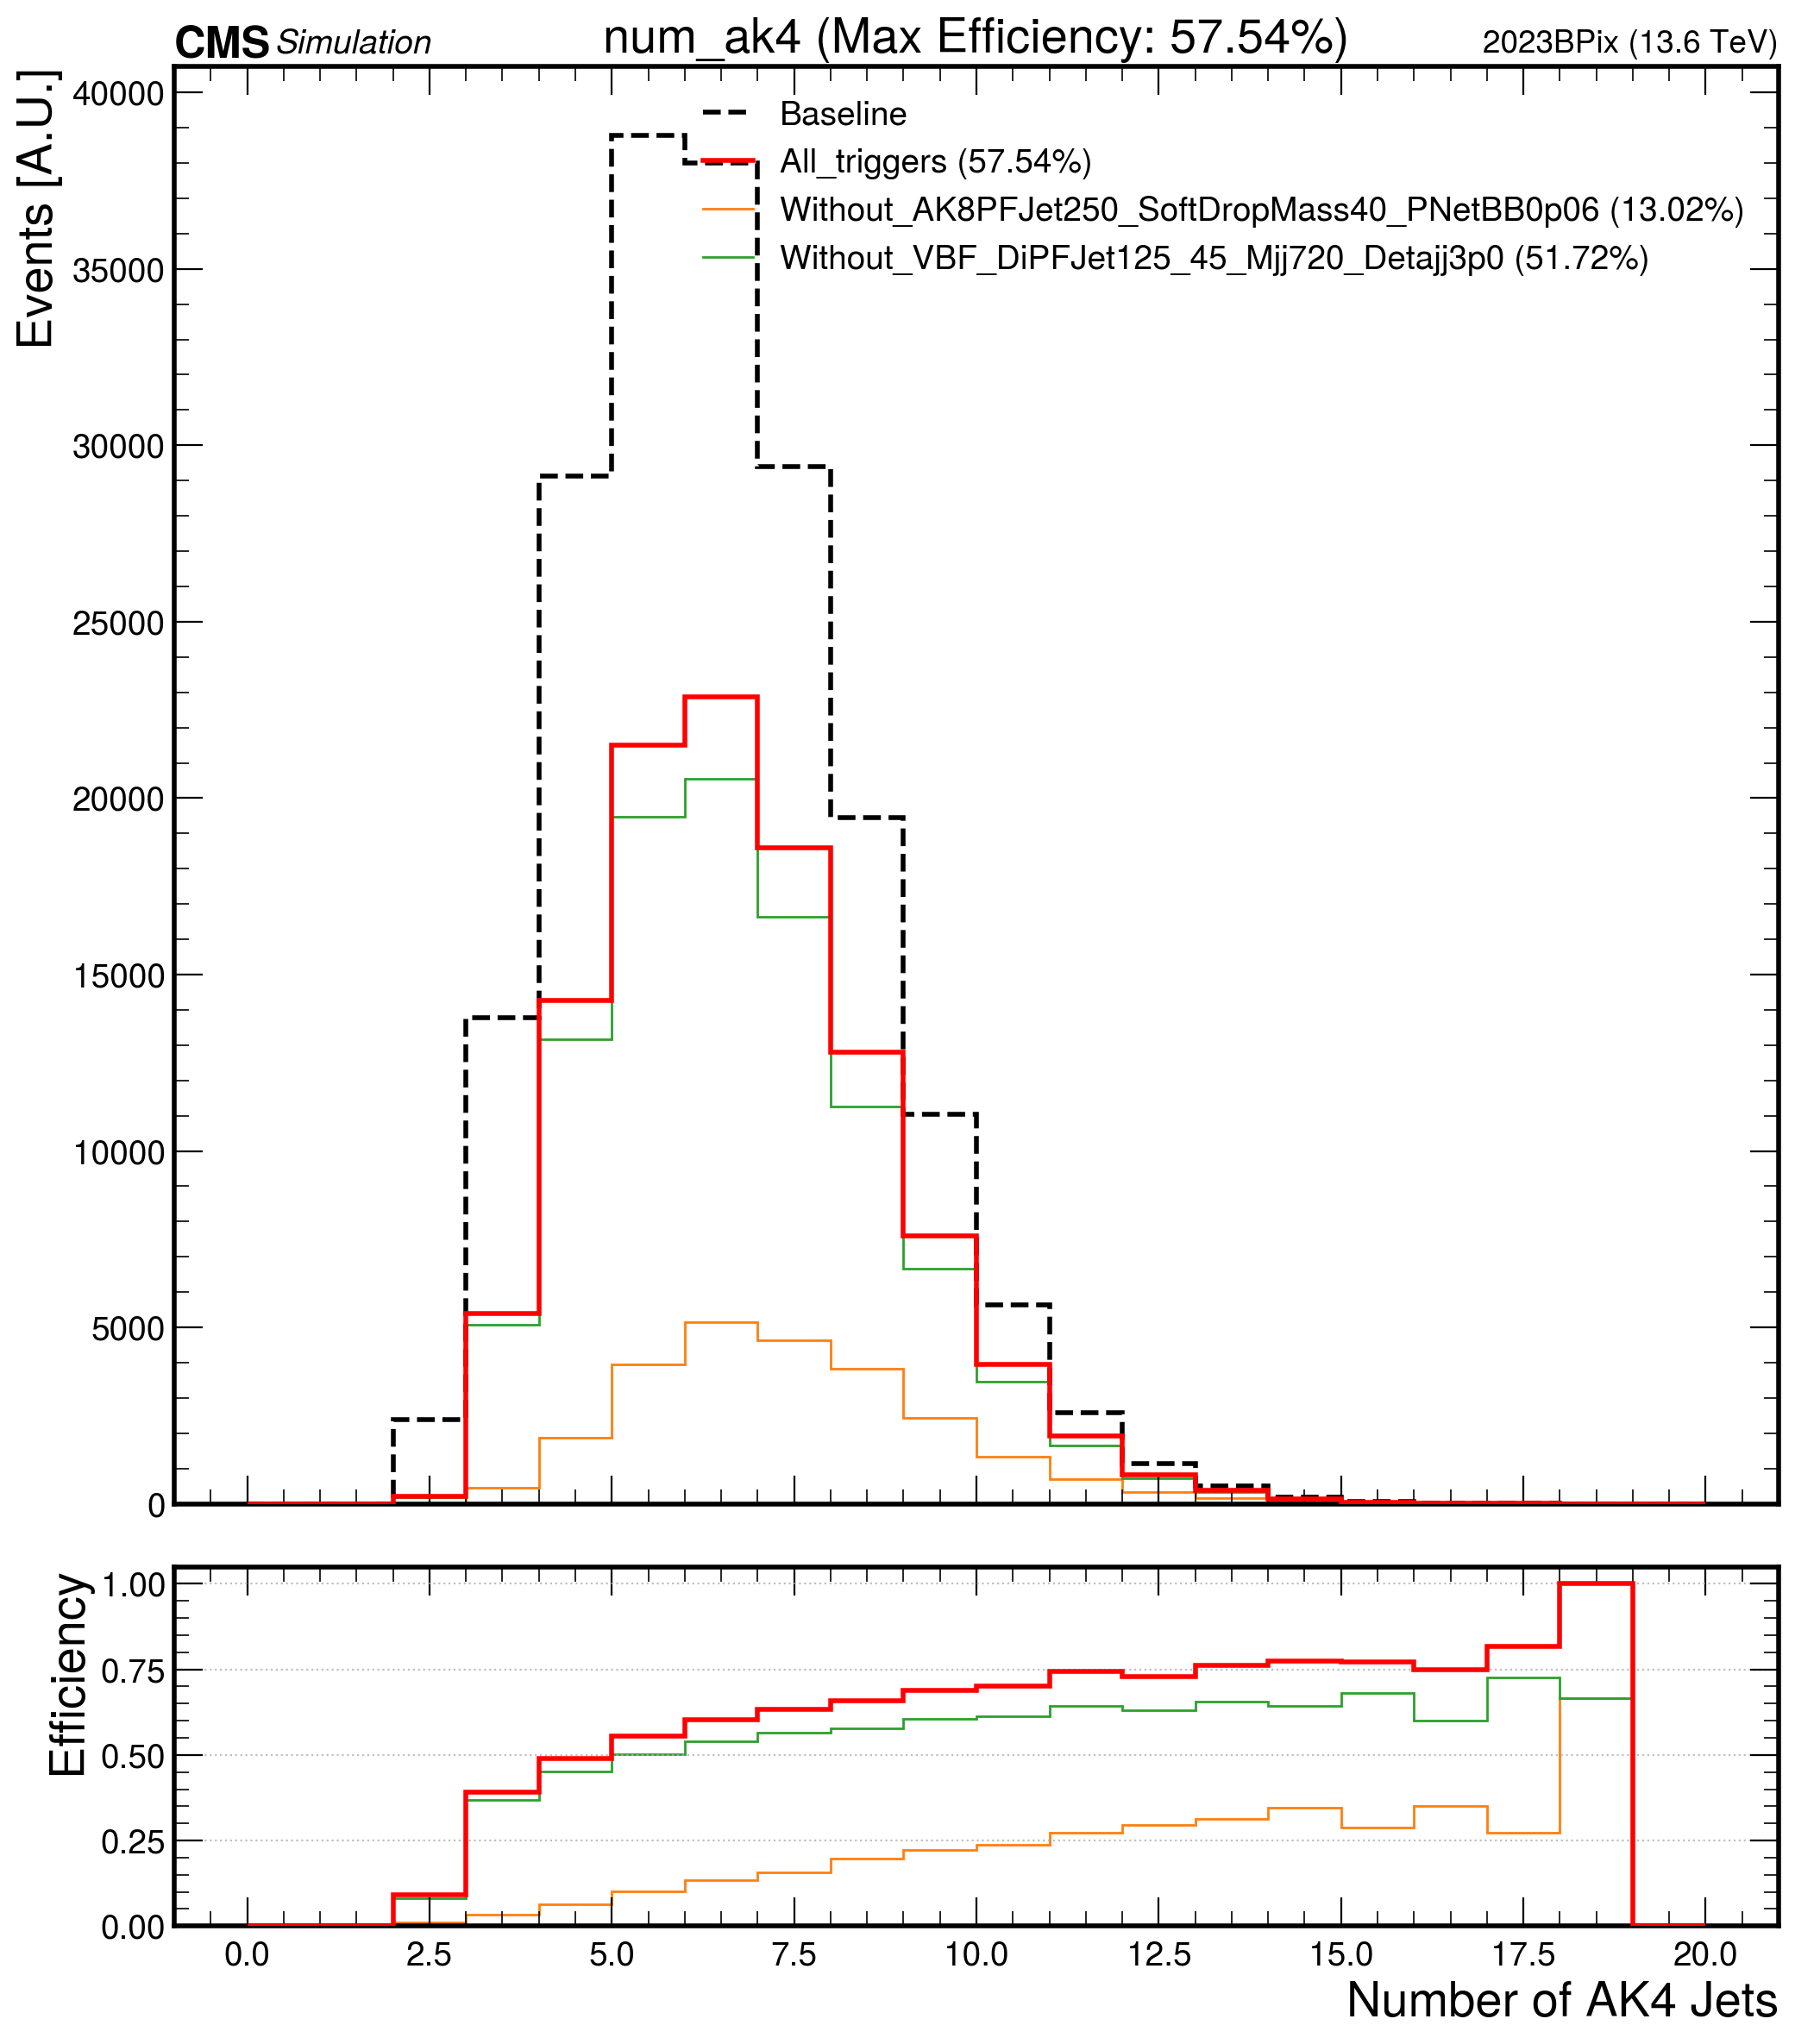 CMS Simulation num_ak4 (Max Efficiency: 57.54%) 2023BPix (13.6 TeV)
Events [A.U.]
40000
35000
30000
25000
20000
15000
10000
5000
0
Baseline
All_triggers (57.54%)
Without_AK8PFJet250_SoftDropMass40_PNetBB0p06 (13.02%)
Without_VBF_DiPFJet125_45_Mjj720_Detajj3p0 (51.72%)
Efficiency
1.00
0.75
0.50
0.25
0.00
0.0 2.5 5.0 7.5 10.0 12.5 15.0 17.5 20.0
Number of AK4 Jets